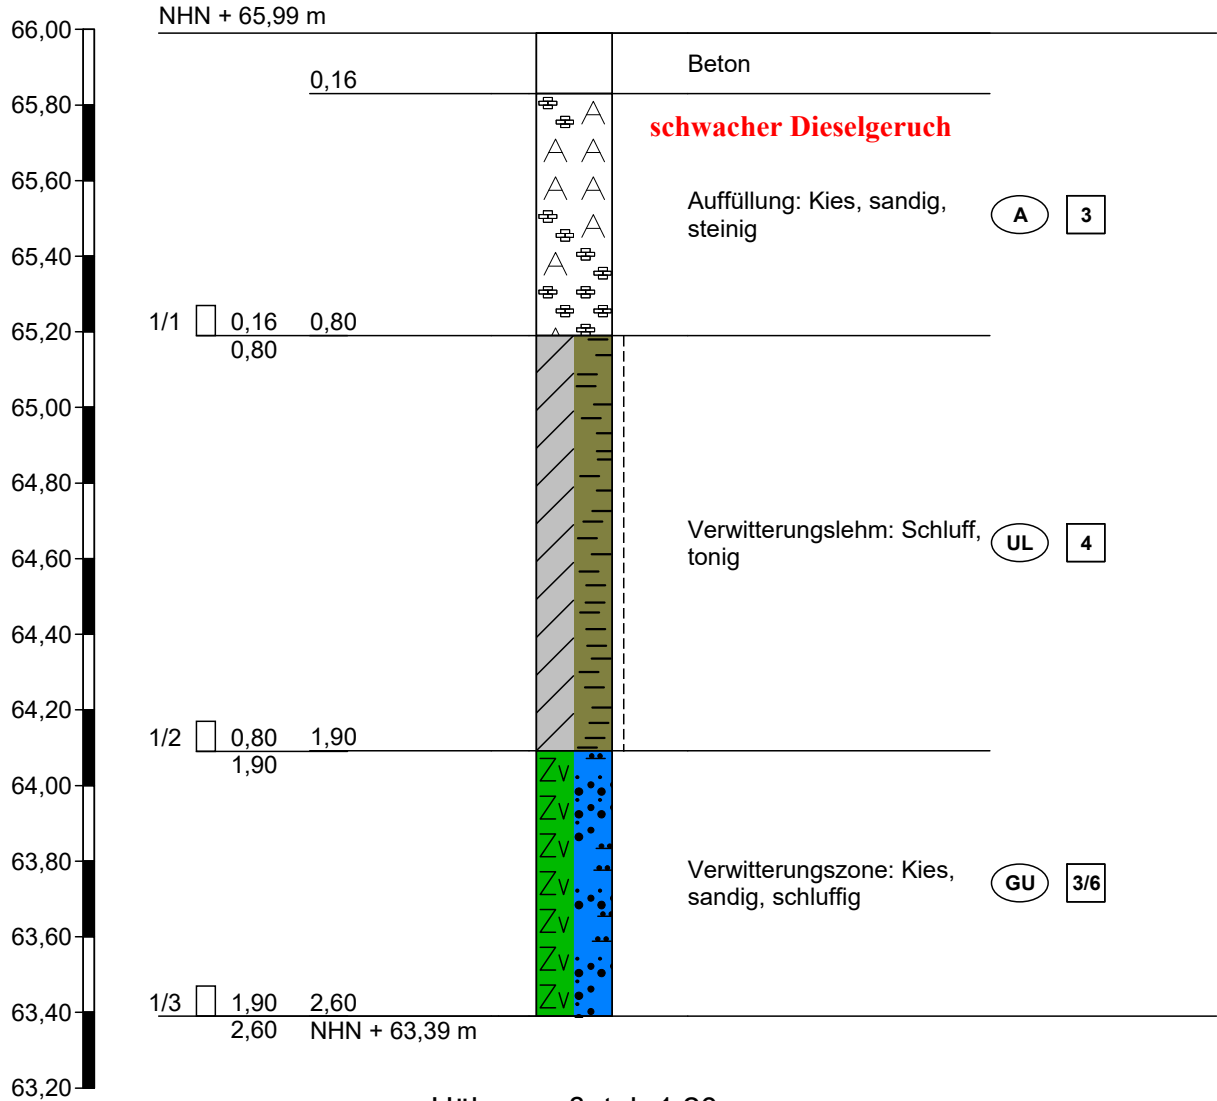 NHN + 65,99 m
66,00
Beton
0,16
65,80
schwacher Dieselgeruch
65,60
Auffüllung: Kies, sandig,
steinig
A
3
65,40
65,20
1/1
0,16
0,80
0,80
65,00
64,80
Verwitterungslehm: Schluff,
tonig
UL
4
64,60
64,40
64,20
1/2
0,80
1,90
1,90
64,00
63,80
Verwitterungszone: Kies,
sandig, schluffig
GU
3/6
63,60
63,40
1/3
1,90
2,60
2,60
NHN + 63,39 m
63,20